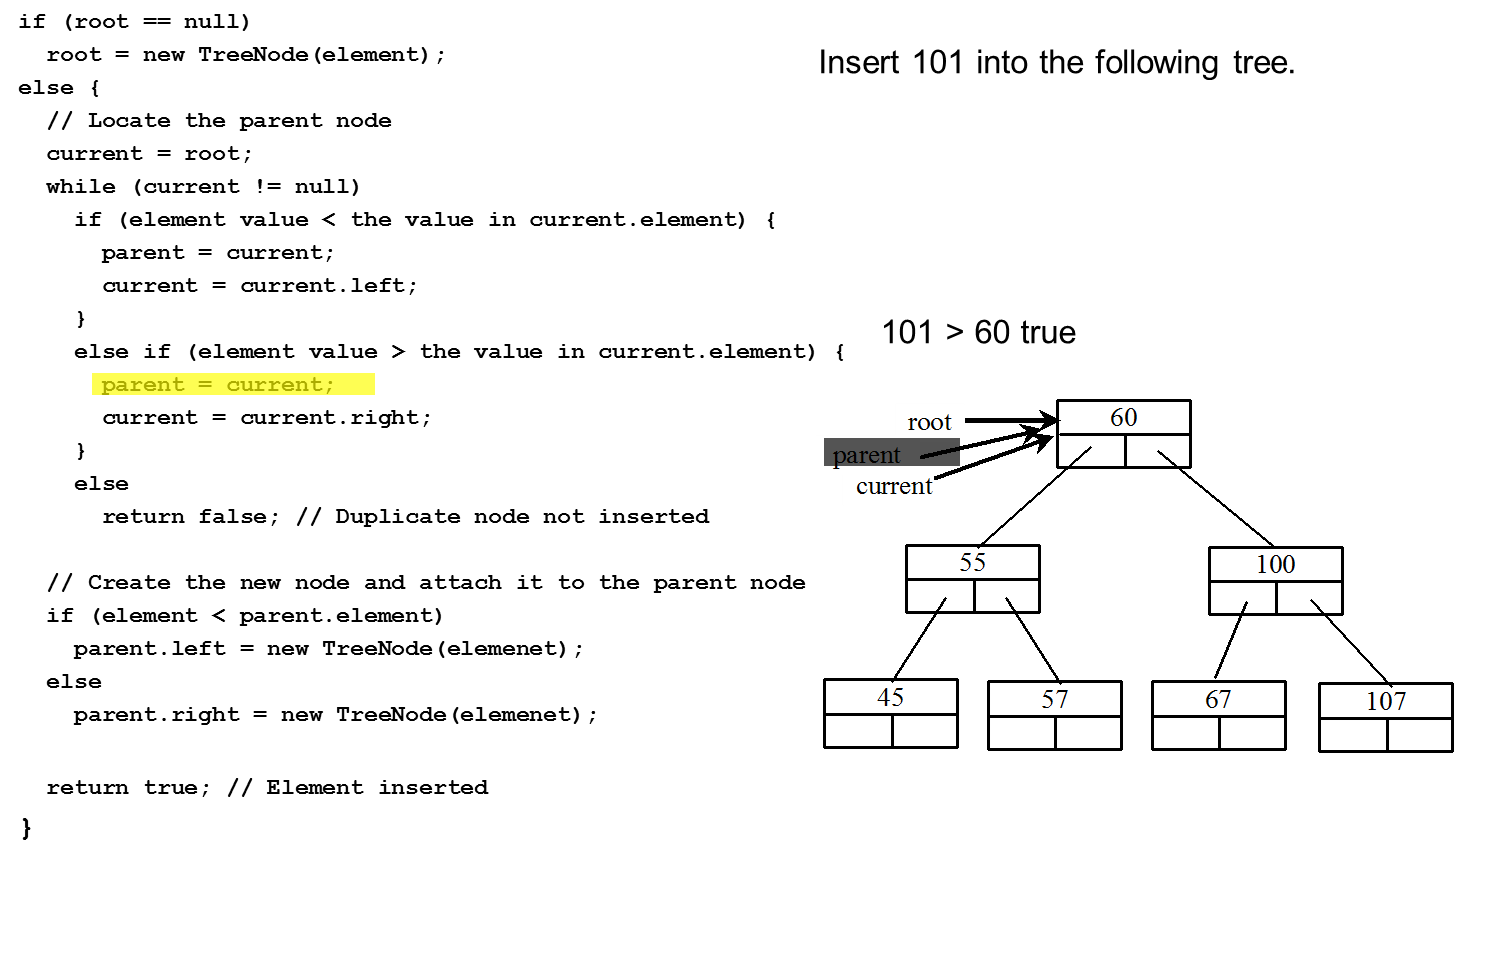 if (root == null)
  root = new TreeNode(element);
else {
  // Locate the parent node
  current = root;
  while (current != null)
    if (element value < the value in current.element) {
      parent = current;
      current = current.left;
    }
    else if (element value > the value in current.element) {
      parent = current;
      current = current.right;
    }
    else
      return false; // Duplicate node not inserted
  // Create the new node and attach it to the parent node
  if (element < parent.element)
    parent.left = new TreeNode(elemenet);
  else
    parent.right = new TreeNode(elemenet);
  return true; // Element inserted
}
Insert 101 into the following tree.
101 > 60 true
root
60
parent
current
55
100
45
57
67
107